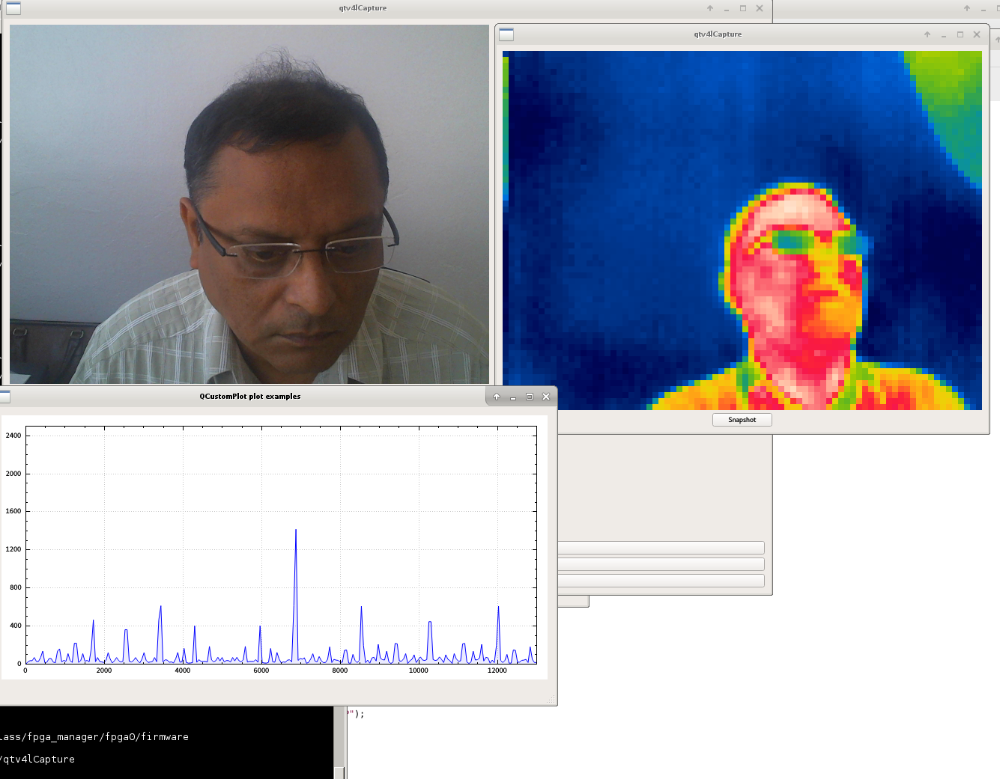 qtv4lCapture
qtv4lCapture
Snapshot
QCustomPlot plot examples
2400
2000
1600
1200
800
400
0
0 2000 4000 6000 8000 10000 12000
");
lass/fpga_manager/fpga0/firmware
/qtv4lCapture